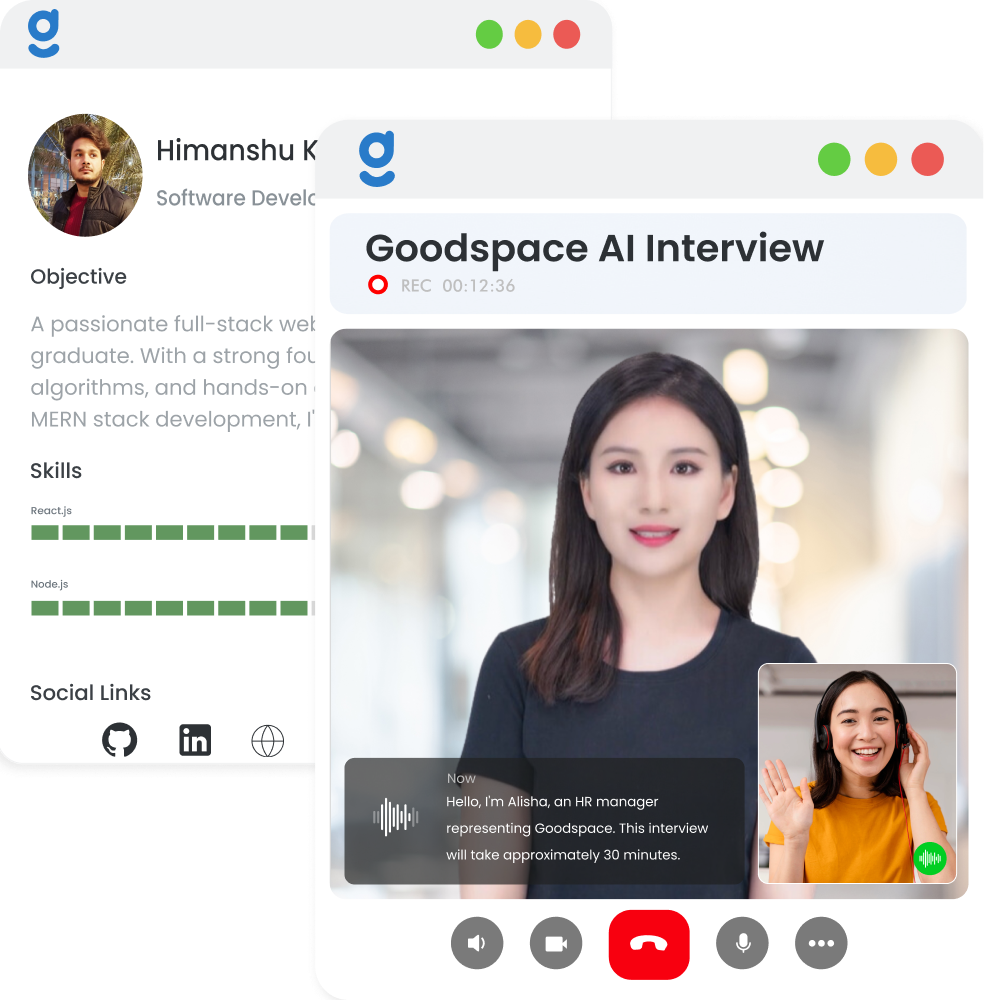 g
Himanshu K
Software Develo
Objective
A passionate full-stack web
graduate. With a strong fou
algorithms, and hands-on
MERN stack development, I'
Skills
React.js
Node.js
Social Links
in
g
Goodspace AI Interview
REC 00:12:36
Now
Hello, I'm Alisha, an HR manager
representing Goodspace. This interview
will take approximately 30 minutes.